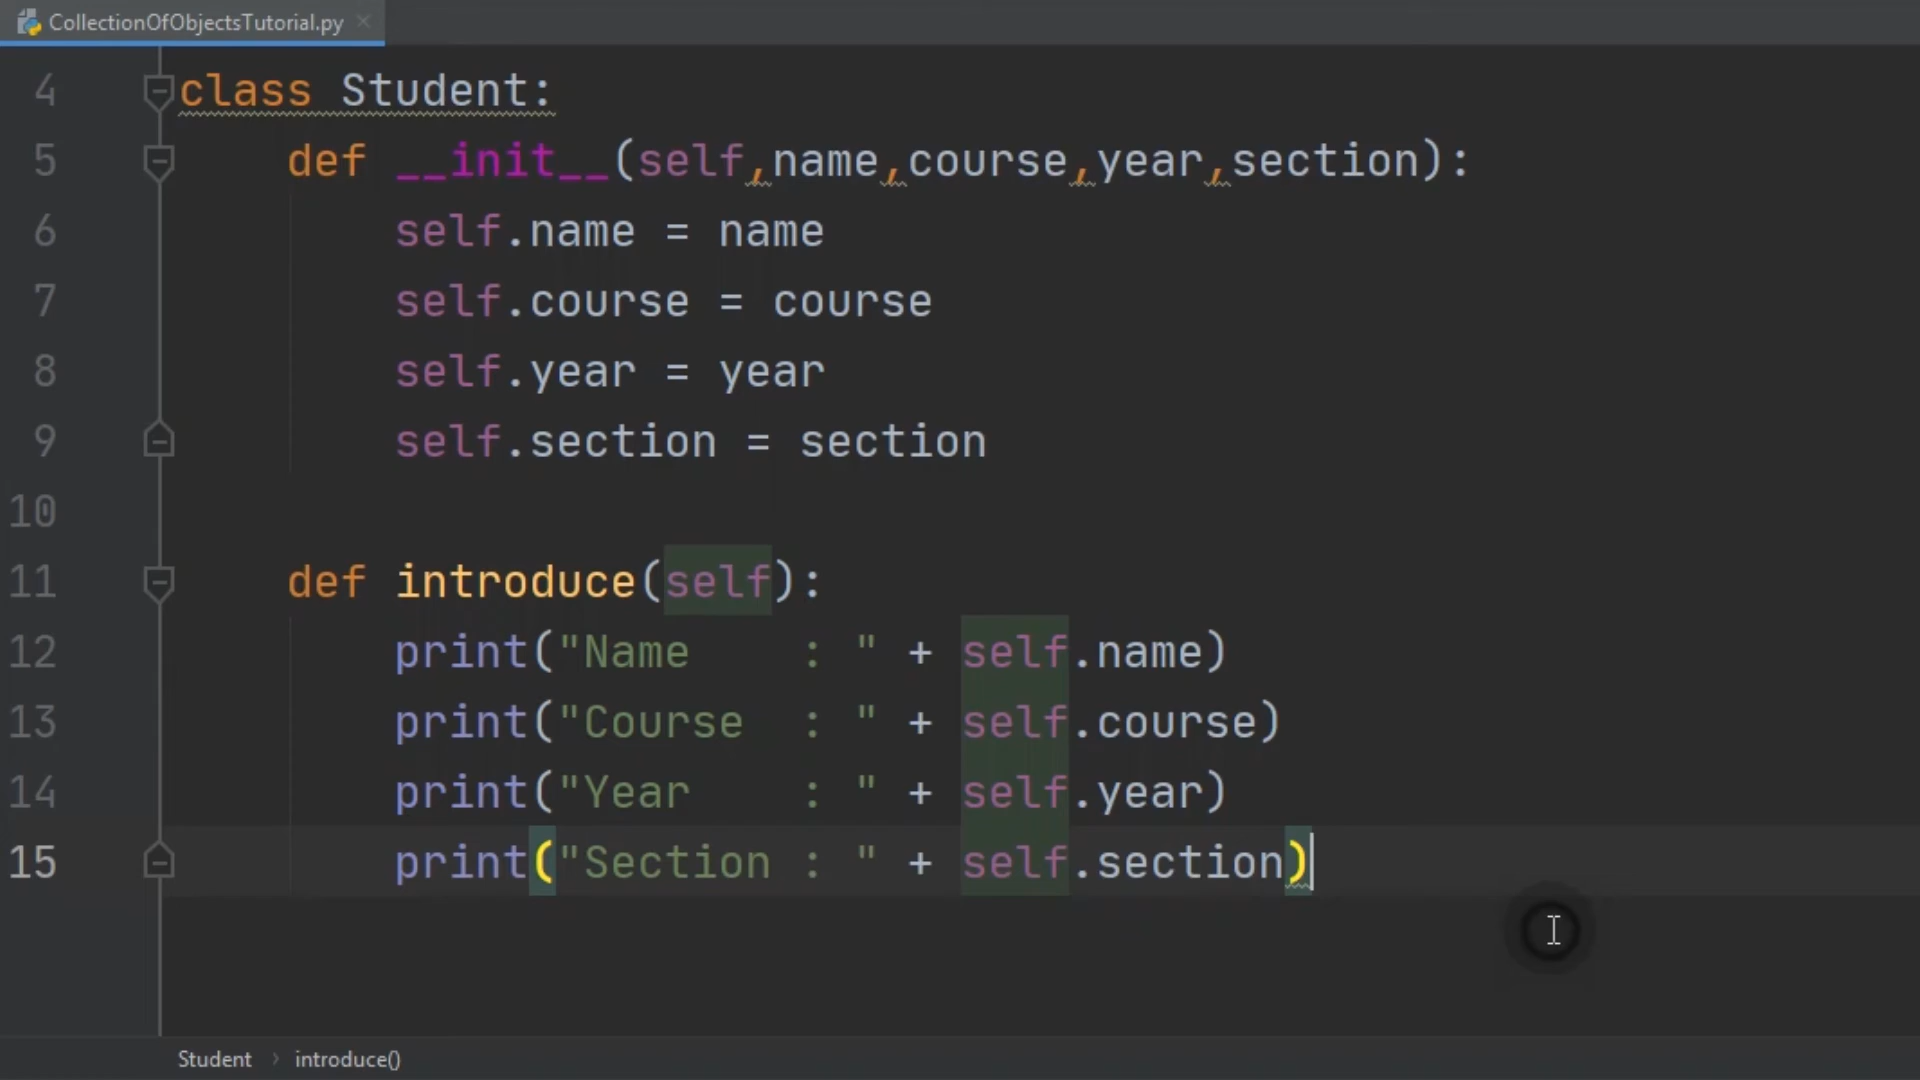 CollectionOfObjectsTutorial.py
4 class Student:
5     def __init__(self,name,course,year,section):
6         self.name = name
7         self.course = course
8         self.year = year
9         self.section = section
10
11     def introduce(self):
12         print("Name    : " + self.name)
13         print("Course  : " + self.course)
14         print("Year    : " + self.year)
15         print("Section : " + self.section)
Student > introduce()